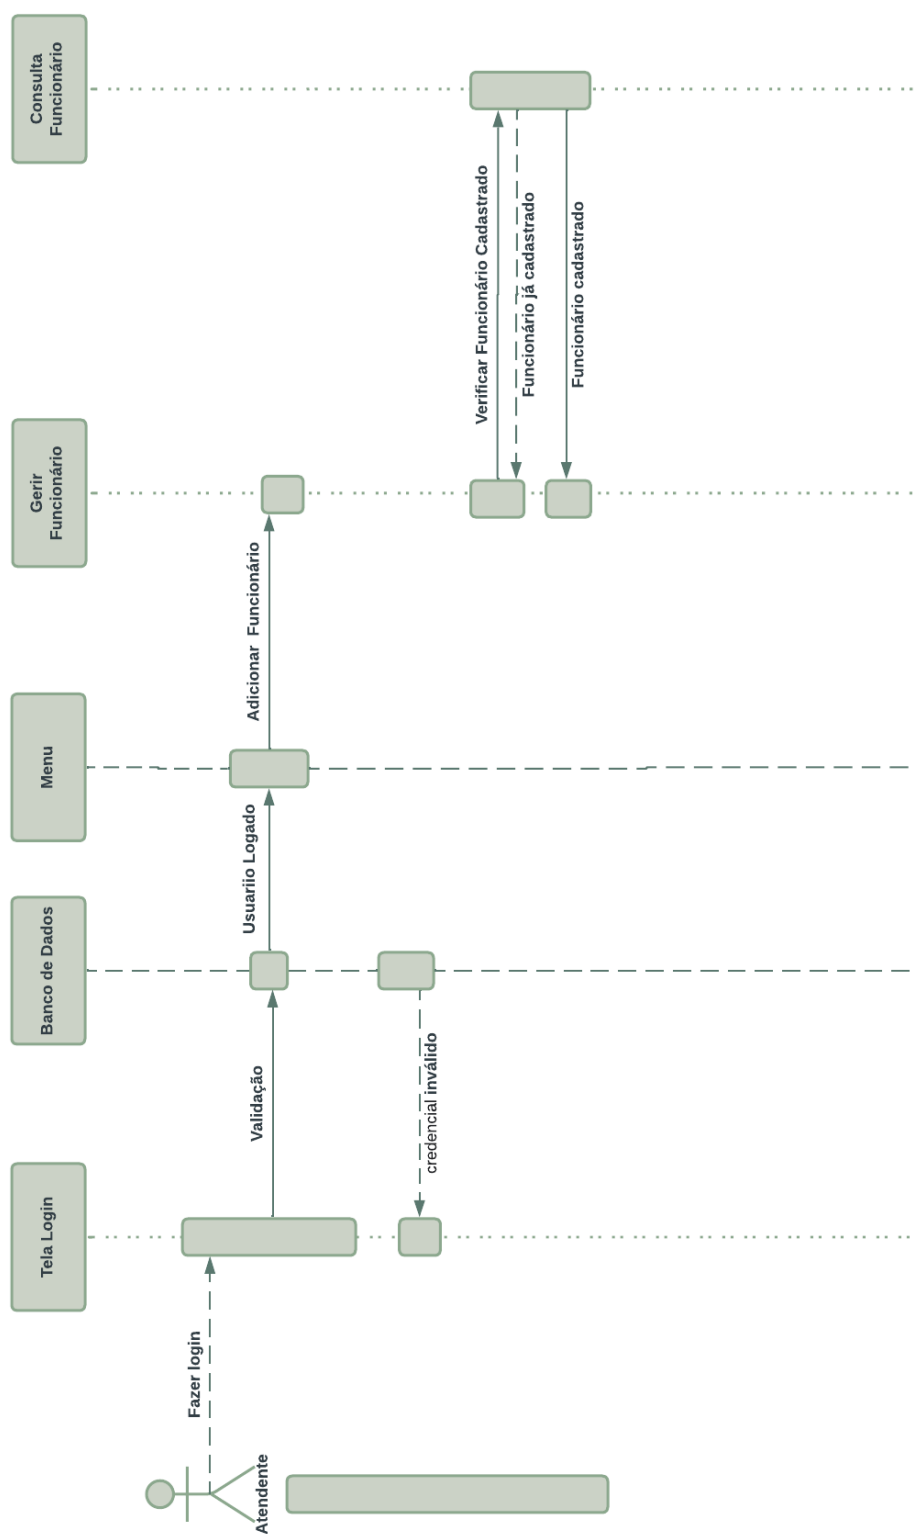 Atendente
Tela Login
Banco de Dados
Menu
Gerir
Funcionário
Consulta
Funcionário
Fazer login
Validação
Usuariio Logado
Adicionar  Funcionário
credencial inválido
Verificar Funcionário Cadastrado
Funcionário já cadastrado
Funcionário cadastrado